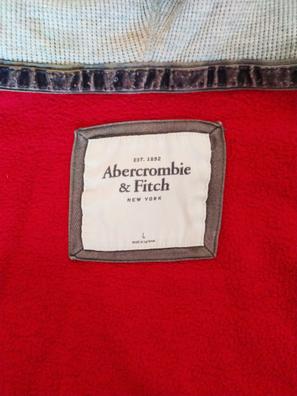 EST. 1892
Abercrombie
& Fitch
NEW YORK
L